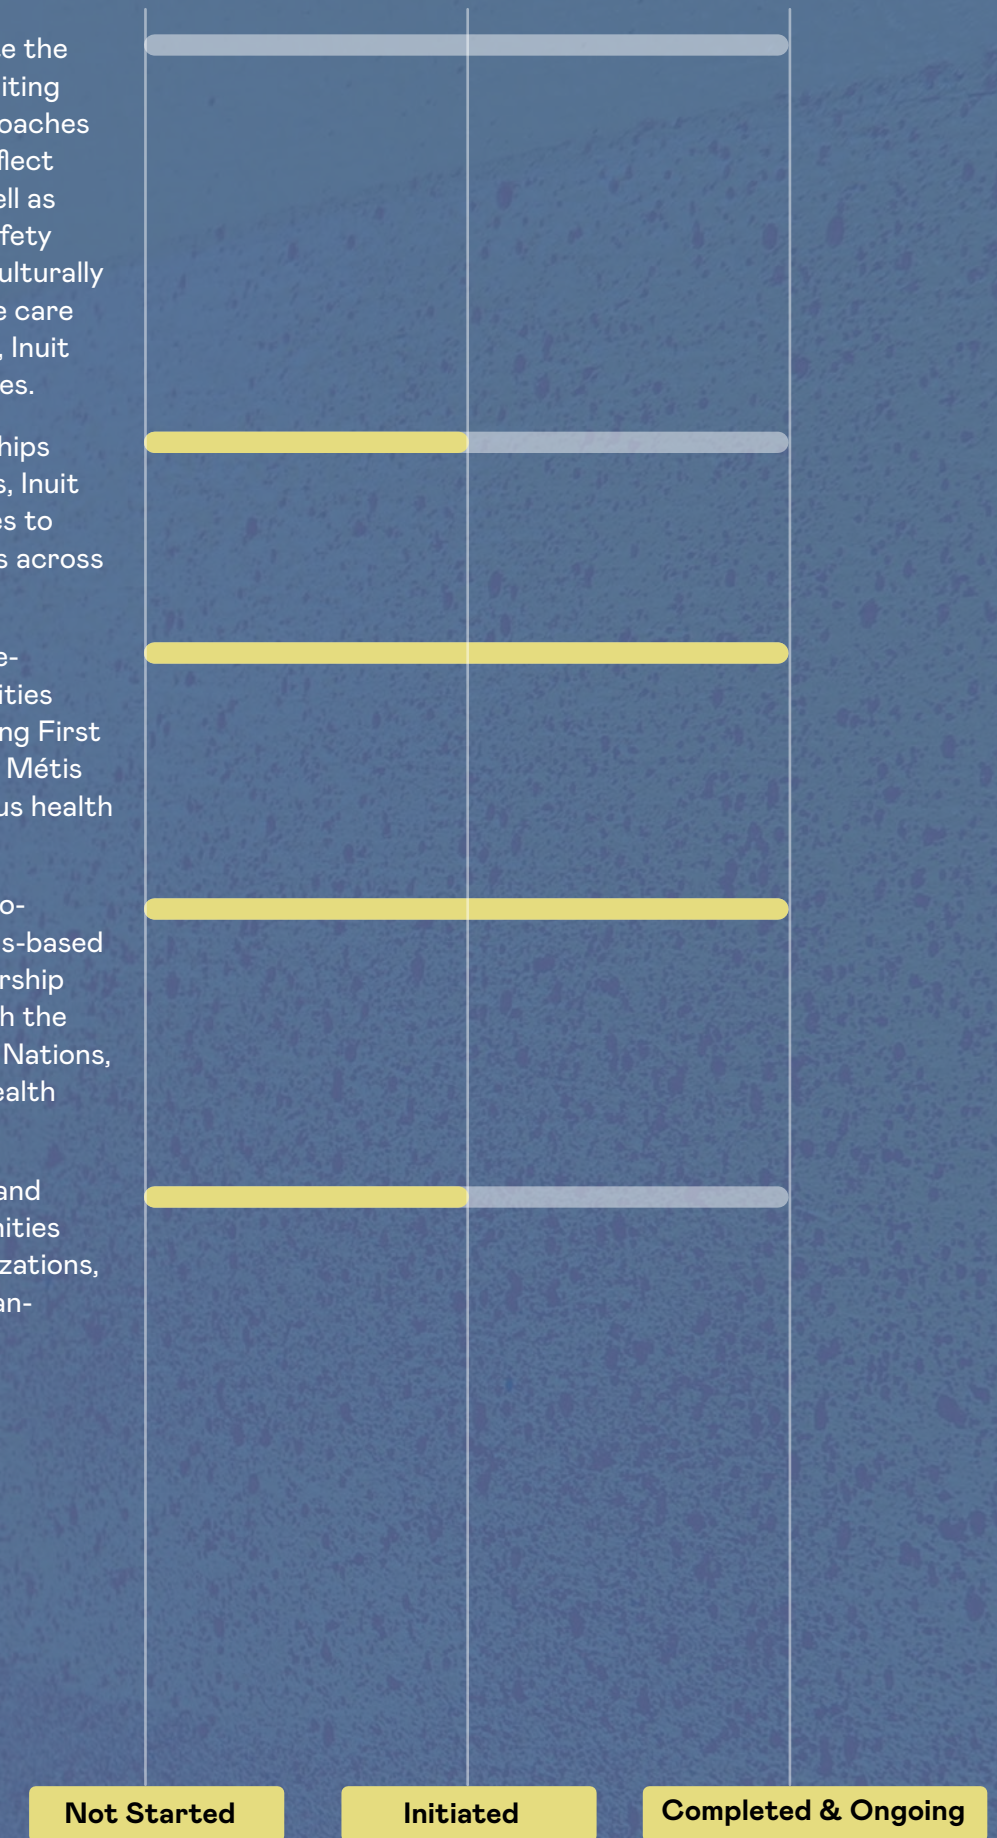 e the
iting
oaches
flect
ell as
fety
ulturally
e care
, Inuit
es.
hips
s, Inuit
es to
s across
e-
ities
ng First
Métis
us health
o-
s-based
rship
h the
Nations,
ealth
and
nities
zations,
an-
Not Started
Initiated
Completed & Ongoing